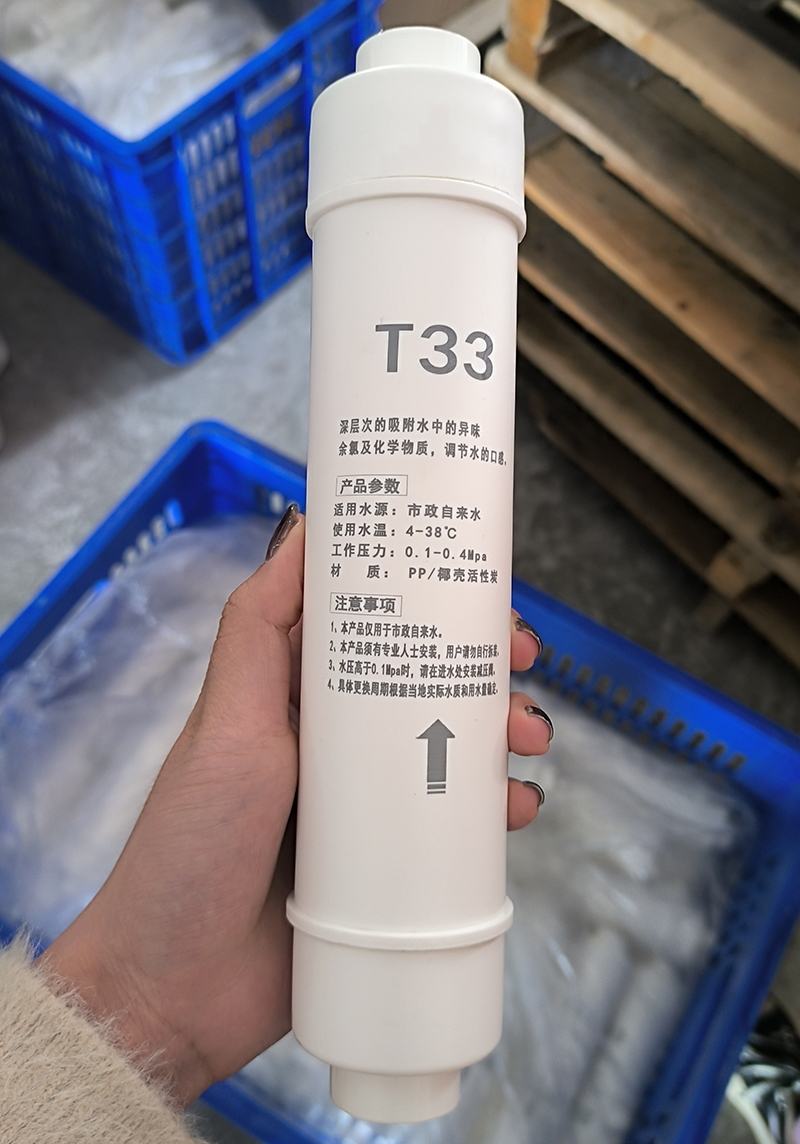 T33
深层次的吸附水中的异味
余氯及化学物质，调节水的口感。
产品参数
适用水源：市政自来水
使用水温：4-38℃
工作压力：0.1-0.4Mpa
材 质：PP/椰壳活性炭
注意事项
1、本产品仅用于市政自来水。
2、本产品须有专业人士安装，用户请勿自行拆装。
3、水压高于0.1Mpa时，请在进水处安装减压阀。
4、具体更换周期根据当地实际水质和用水量确定。